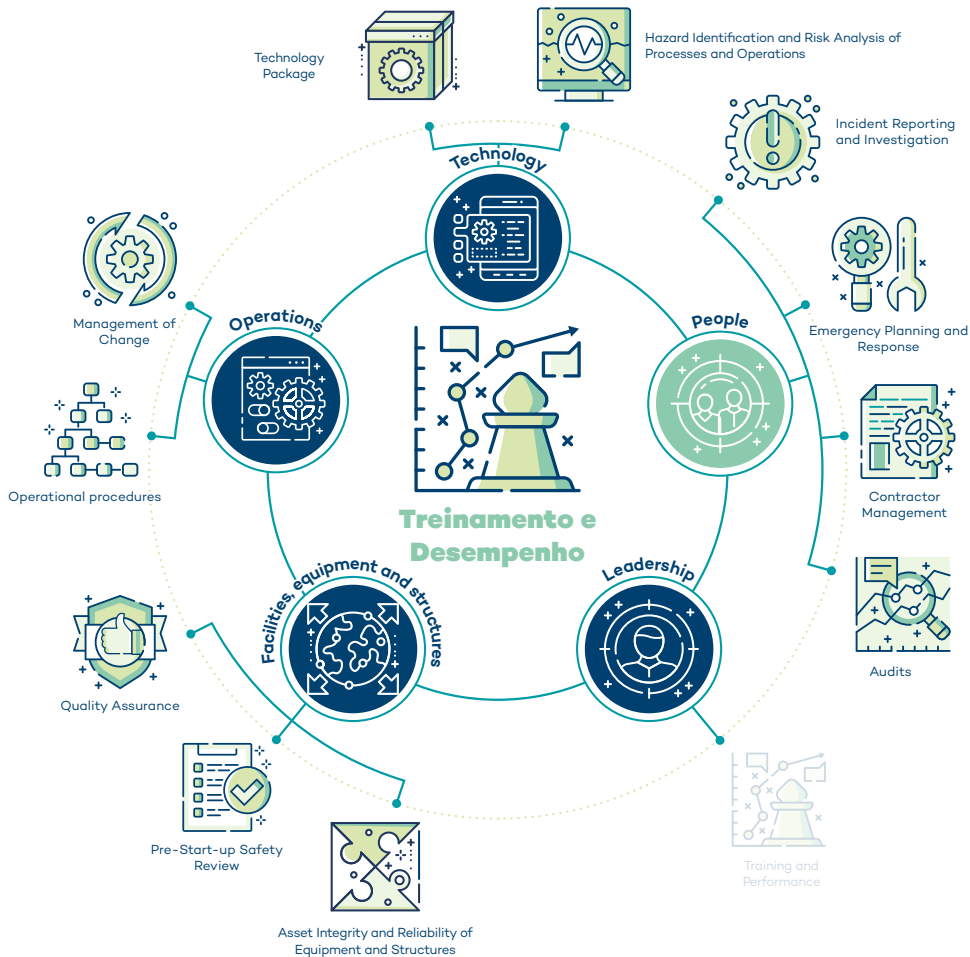 Technology
Package
Hazard Identification and Risk Analysis of
Processes and Operations
Incident Reporting
and Investigation
Technology
Management of
Change
Operations
People
Emergency Planning and
Response
Operational procedures
Contractor
Management
Treinamento e
Desempenho
Facilities, equipment and structures
Leadership
Audits
Quality Assurance
Pre-Start-up Safety
Review
Training and
Performance
Asset Integrity and Reliability of
Equipment and Structures